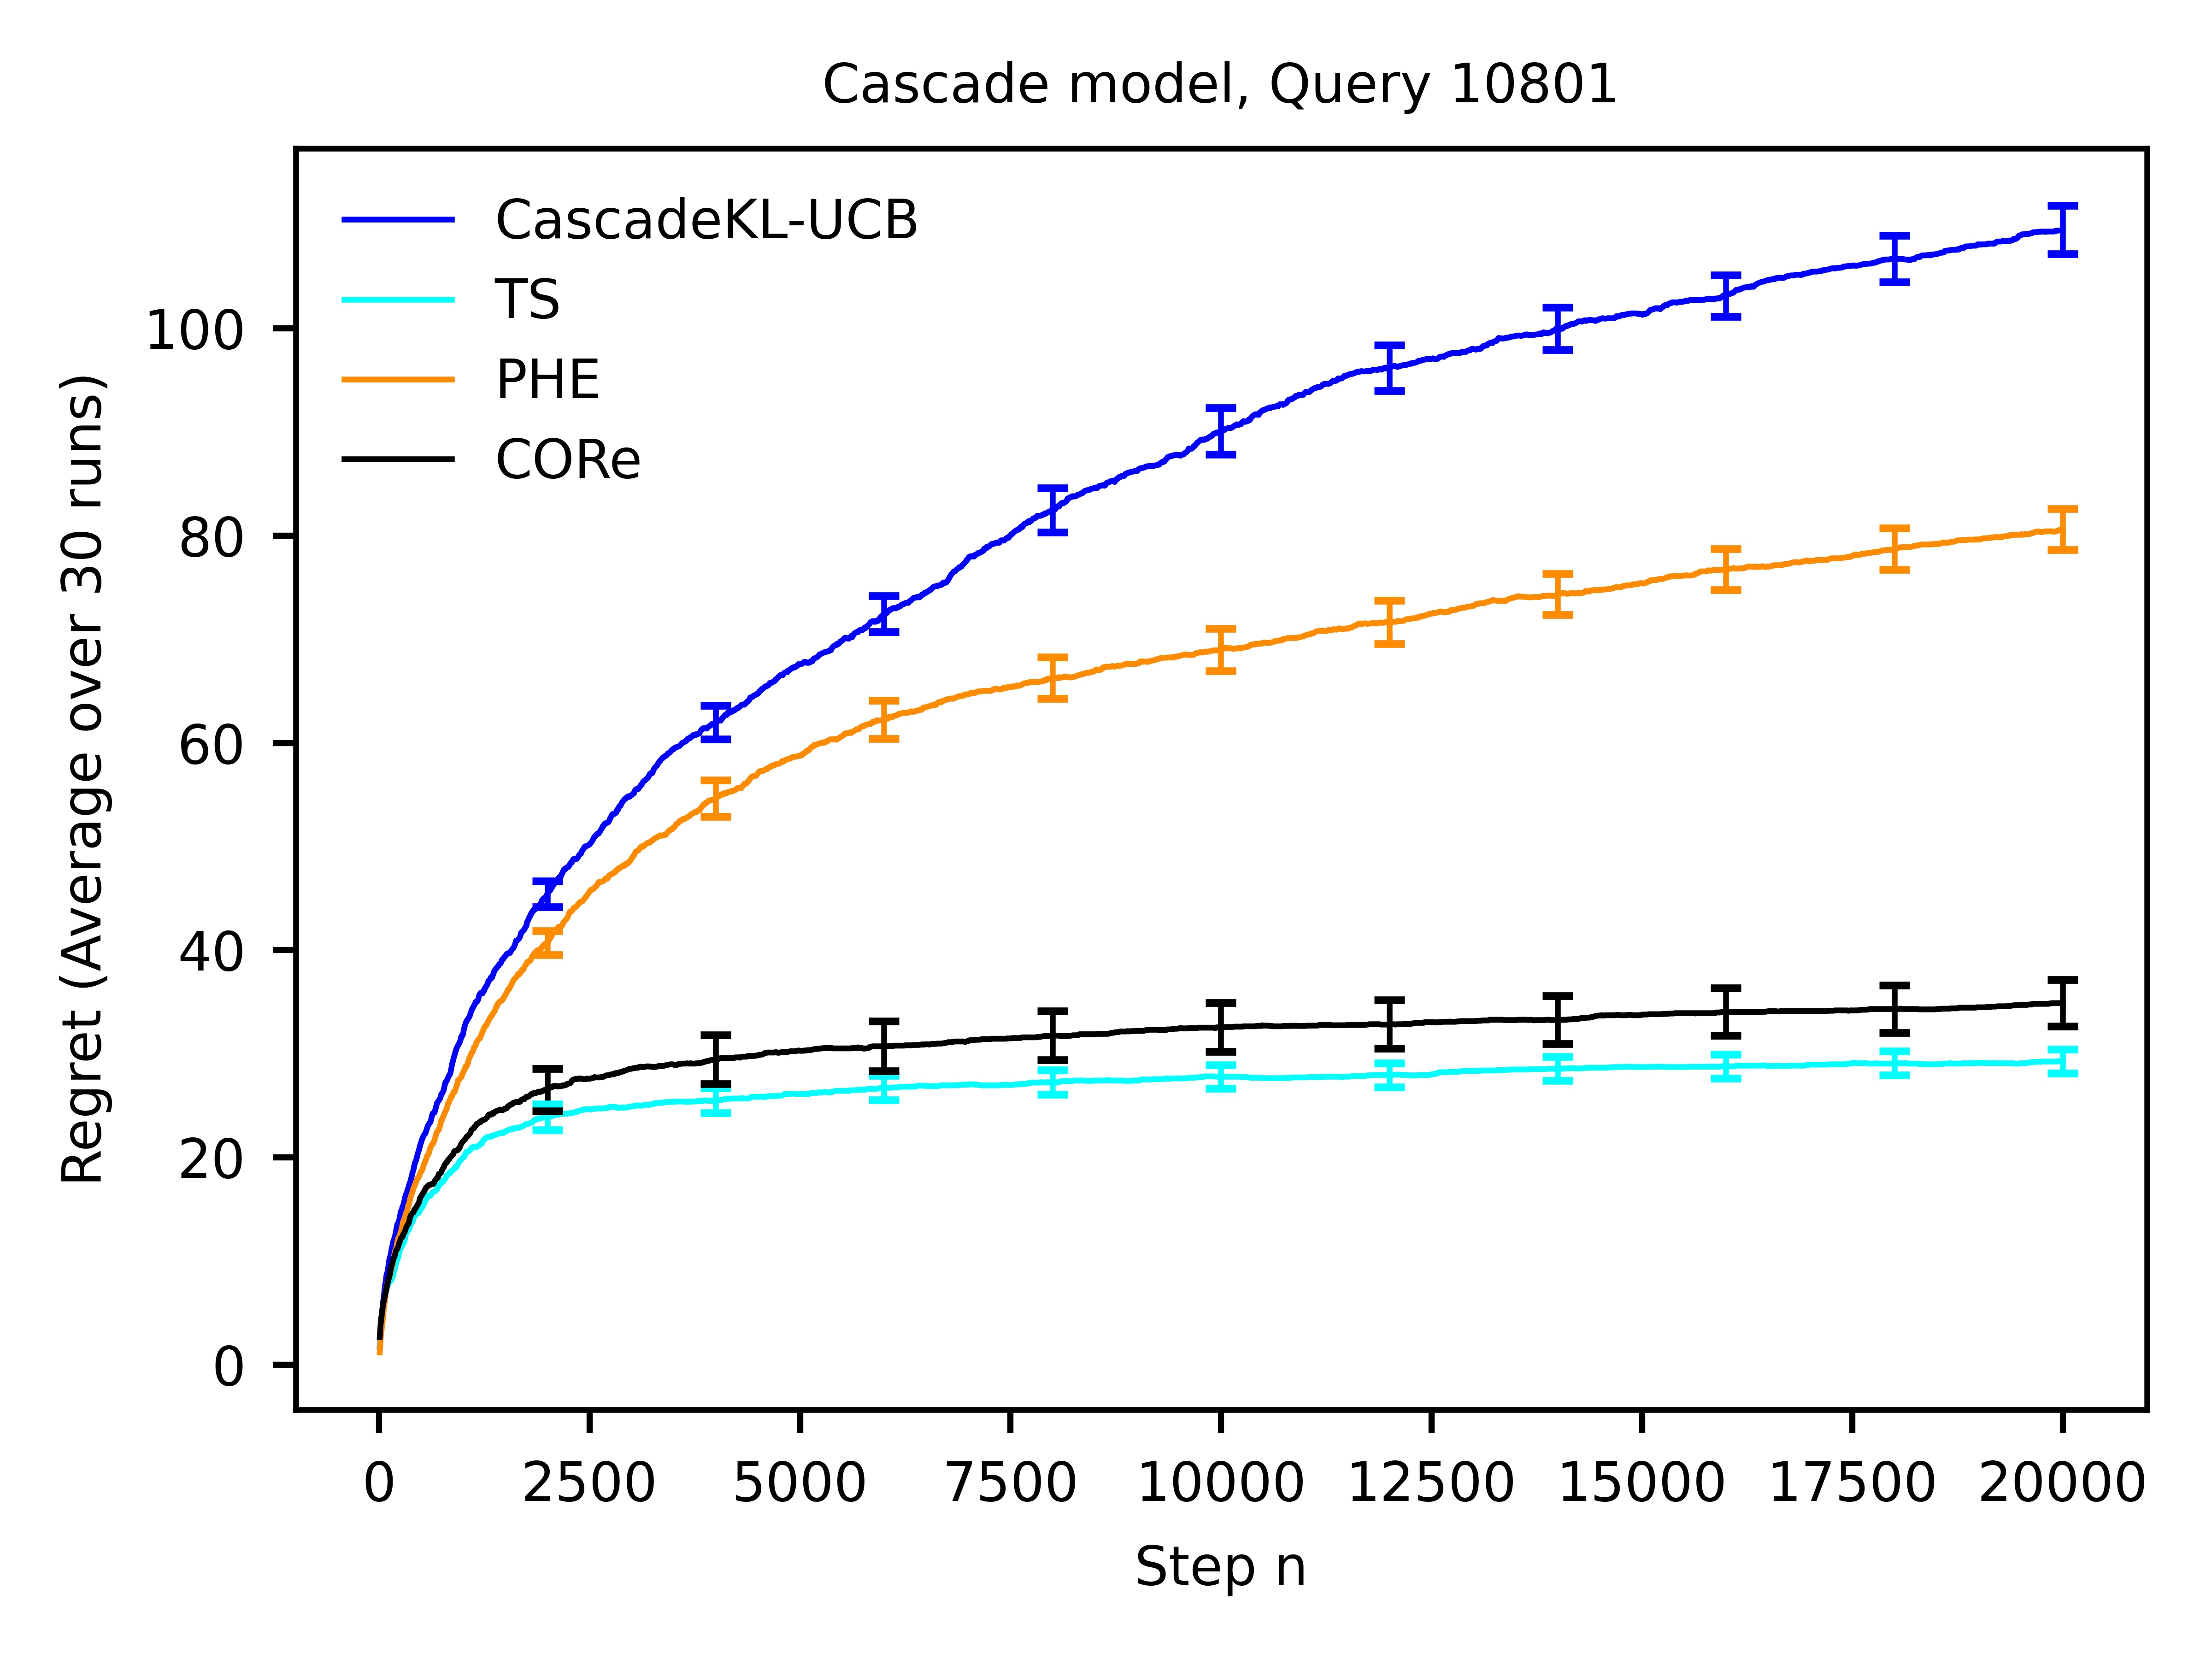 Cascade model, Query 10801
CascadeKL-UCB
TS
PHE
CORe
Regret (Average over 30 runs)
100
80
60
40
20
0
0 2500 5000 7500 10000 12500 15000 17500 20000
Step n